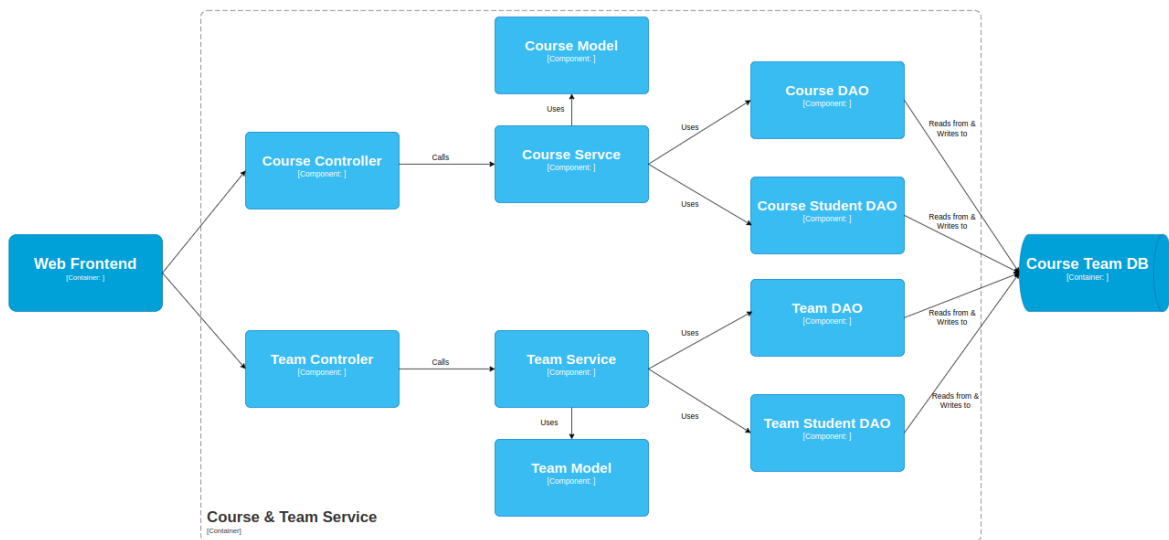 Course Model
[Component: ]
Uses
Course Controller
[Component: ]
Calls
Course Servce
[Component: ]
Uses
Uses
Course DAO
[Component: ]
Course Student DAO
[Component: ]
Reads from &
Writes to
Reads from &
Writes to
Web Frontend
[Container: ]
Course Team DB
[Container: ]
Team Controler
[Component: ]
Calls
Team Service
[Component: ]
Uses
Team Model
[Component: ]
Uses
Uses
Team DAO
[Component: ]
Team Student DAO
[Component: ]
Reads from &
Writes to
Reads from &
Writes to
Course & Team Service
[Container]